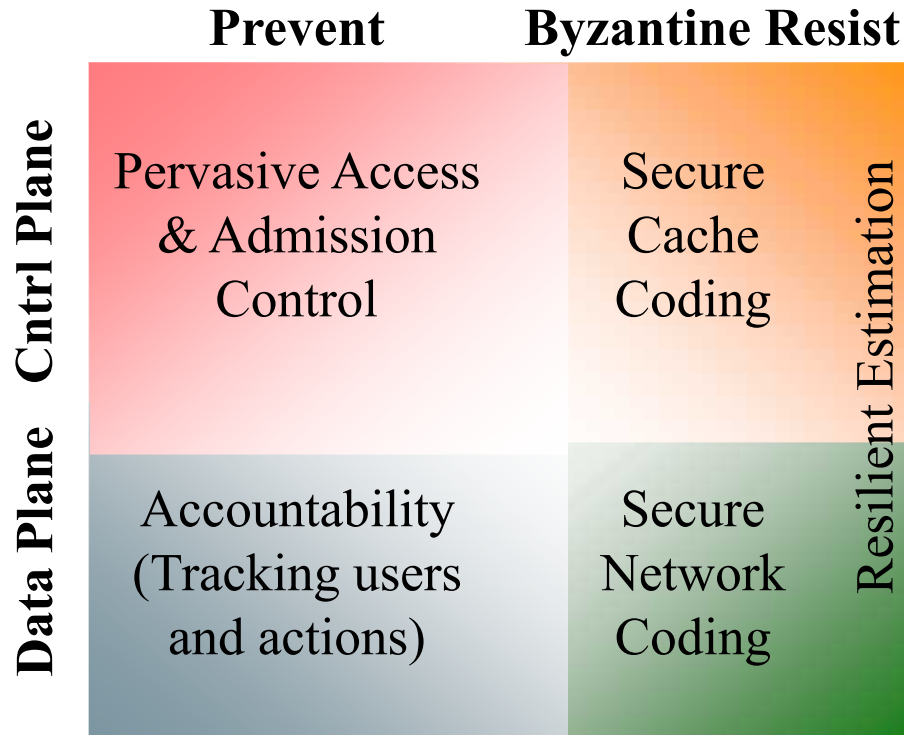 Prevent
Byzantine Resist
Cntrl Plane
Pervasive Access
& Admission
Control
Secure
Cache
Coding
Resilient Estimation
Data Plane
Accountability
(Tracking users
and actions)
Secure
Network
Coding